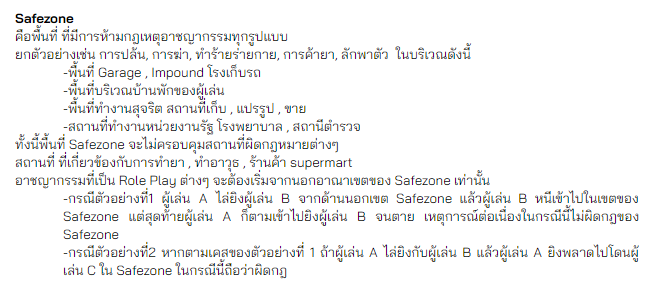 Safezone
คือพื้นที่ ที่มีการห้ามกฎเหตุอาชญากรรมทุกรูปแบบ
ยกตัวอย่างเช่น การปล้น, การฆ่า, ทำร้ายร่ายกาย, การค้ายา, ลักพาตัว ในบริเวณดังนี้
-พื้นที่ Garage , Impound โรงเก็บรถ
-พื้นที่บริเวณบ้านพักของผู้เล่น
-พื้นที่ทำงานสุจริต สถานที่เก็บ , แปรรูป , ขาย
-สถานที่ทำงานหน่วยงานรัฐ โรงพยาบาล , สถานีตำรวจ
ทั้งนี้พื้นที่ Safezone จะไม่ครอบคุมสถานที่ผิดกฎหมายต่างๆ
สถานที่ ที่เกี่ยวข้องกับการทำยา , ทำอาวุธ , ร้านค้า supermart
อาชญากรรมที่เป็น Role Play ต่างๆ จะต้องเริ่มจากนอกอาณาเขตของ Safezone เท่านั้น
-กรณีตัวอย่างที่1 ผู้เล่น A ไล่ยิงผู้เล่น B จากด้านนอกเขต Safezone แล้วผู้เล่น B หนีเข้าไปในเขตของ
Safezone แต่สุดท้ายผู้เล่น A ก็ตามเข้าไปยิงผู้เล่น B จนตาย เหตุการณ์ต่อเนื่องในกรณีนี้ไม่ผิดกฎของ
Safezone
-กรณีตัวอย่างที่2 หากตามเคสของตัวอย่างที่ 1 ถ้าผู้เล่น A ไล่ยิงกับผู้เล่น B แล้วผู้เล่น A ยิงพลาดไปโดนผู้
เล่น C ใน Safezone ในกรณีนี้ถือว่าผิดกฎ